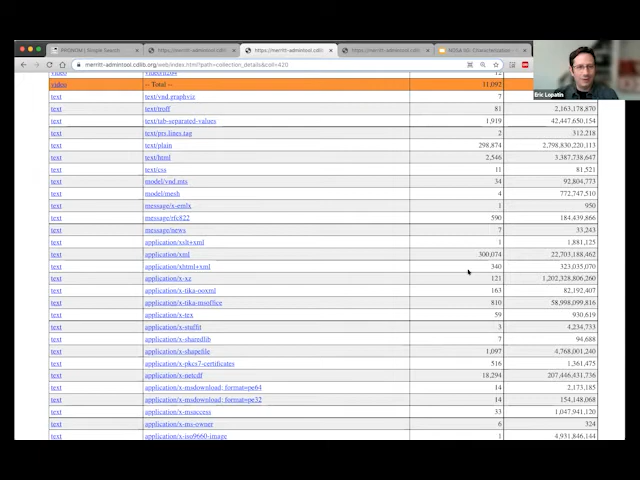 PRONOM | Simple Search
https://merritt-admintool.cdlib
https://merritt-admintool.cdlib
https://merritt-admintool.cdlib
NDSA GG: Characterization
merritt-admintool.cdlib.org/web/index.html?path=collection_details&coll=420
Eric Lopatin
video video/h264 12
video -- Total -- 11,092
text text/vnd.graphviz 7
text text/troff 81 2,163,178,870
text text/tab-separated-values 1,919 42,447,650,154
text text/prs.lines.tag 2 312,218
text text/plain 298,874 2,798,830,220,113
text text/html 2,546 3,387,738,647
text text/css 11 81,521
text model/vnd.mts 34 92,804,773
text model/mesh 4 772,747,510
text message/x-emlx 1 950
text message/rfc822 590 184,439,866
text message/news 7 33,243
text application/xslt+xml 1 1,881,125
text application/xml 300,074 22,703,188,462
text application/xhtml+xml 340 323,035,070
text application/x-xz 121 1,202,328,806,260
text application/x-tika-ooxml 163 82,192,407
text application/x-tika-msoffice 810 58,998,099,816
text application/x-tex 59 930,619
text application/x-stuffit 3 4,234,733
text application/x-sharedlib 7 94,688
text application/x-shapefile 1,097 4,768,001,240
text application/x-pkcs7-certificates 516 1,361,475
text application/x-netcdf 18,294 207,446,431,736
text application/x-msdownload; format=pe64 14 2,173,185
text application/x-msdownload; format=pe32 14 154,148,068
text application/x-msaccess 33 1,047,941,120
text application/x-ms-owner 6 324
text application/x-iso9660-image 1 4,931,846,144